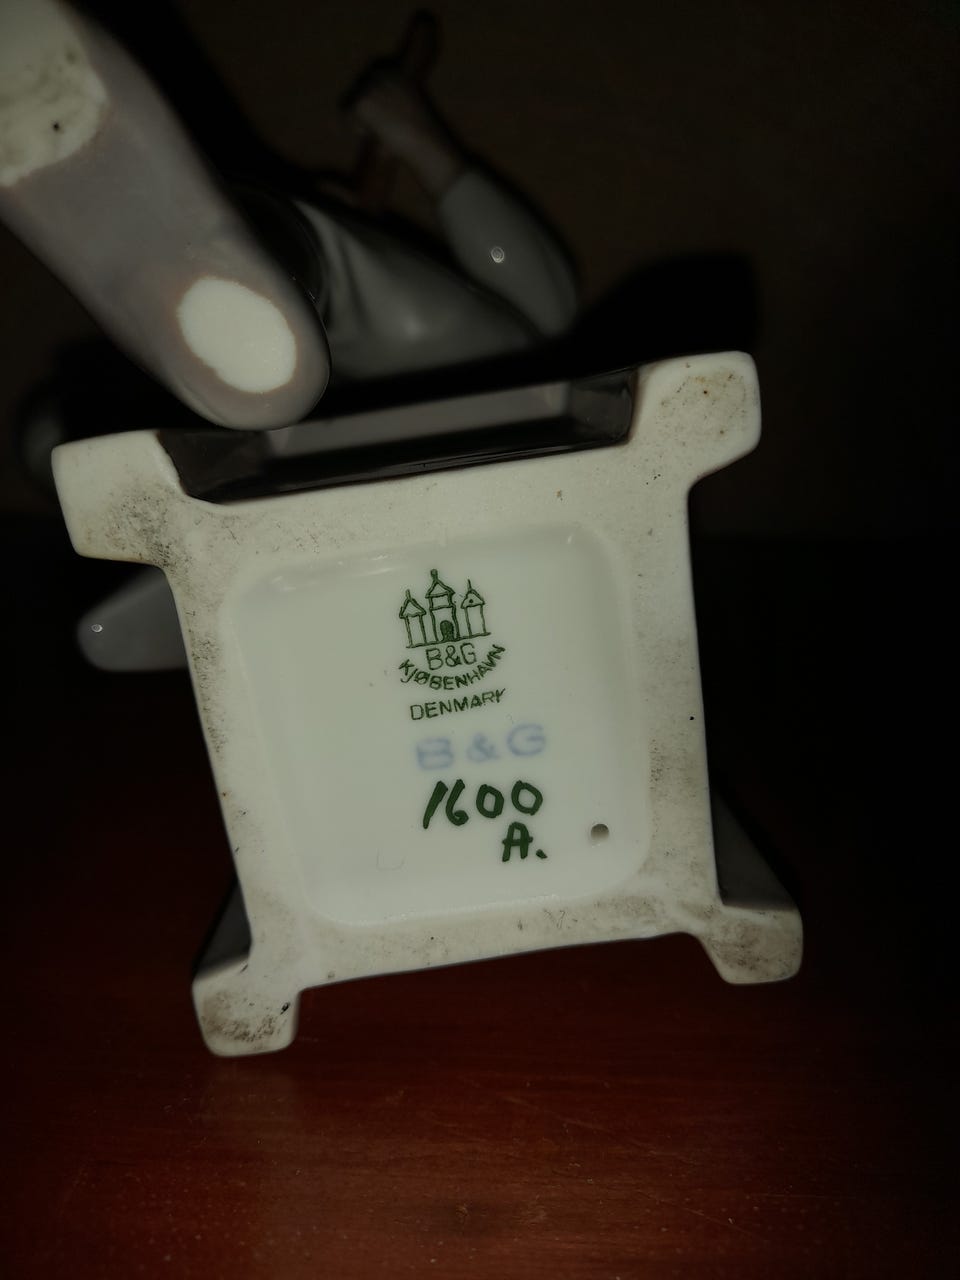 B&G
KJØBENHAVN
DENMARK
B & G
1600
A.